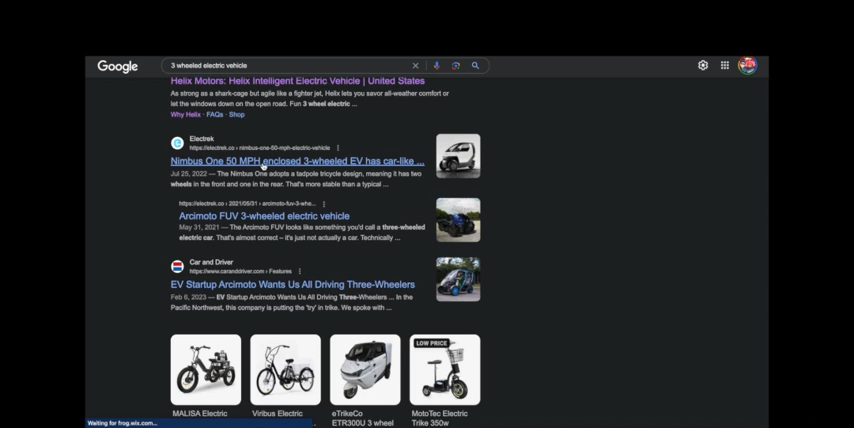 Google
3 wheeled electric vehicle
Helix Motors: Helix Intelligent Electric Vehicle | United States
As strong as a shark-cage but agile like a fighter jet, Helix lets you savor all-weather comfort or
let the windows down on the open road. Fun 3 wheel electric ...
Why Helix · FAQs · Shop
Electrek
https://electrek.co › nimbus-one-50-mph-electric-vehicle
Nimbus One 50 MPH enclosed 3-wheeled EV has car-like ...
Jul 25, 2022 — The Nimbus One adopts a tadpole tricycle design, meaning it has two
wheels in the front and one in the rear. That's more stable than a typical ...
https://electrek.co › 2021/05/31 › arcimoto-fuv-3-whe...
Arcimoto FUV 3-wheeled electric vehicle
May 31, 2021 — The Arcimoto FUV looks like something you'd call a three-wheeled
electric car. That's almost correct – it's just not actually a car. Technically ...
Car and Driver
https://www.caranddriver.com › Features
EV Startup Arcimoto Wants Us All Driving Three-Wheelers
Feb 6, 2023 — EV Startup Arcimoto Wants Us All Driving Three-Wheelers ... In the
Pacific Northwest, this company is putting the 'try' in trike. We spoke with ...
LOW PRICE
MALISA Electric
Viribus Electric
eTrikeCo
ETR300U 3 wheel
MotoTec Electric
Trike 350w
Waiting for frog.wix.com...